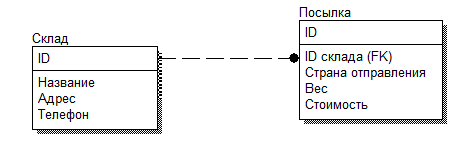 Склад
ID
Название
Адрес
Телефон
Посылка
ID
ID склада (FK)
Страна отправления
Вес
Стоимость